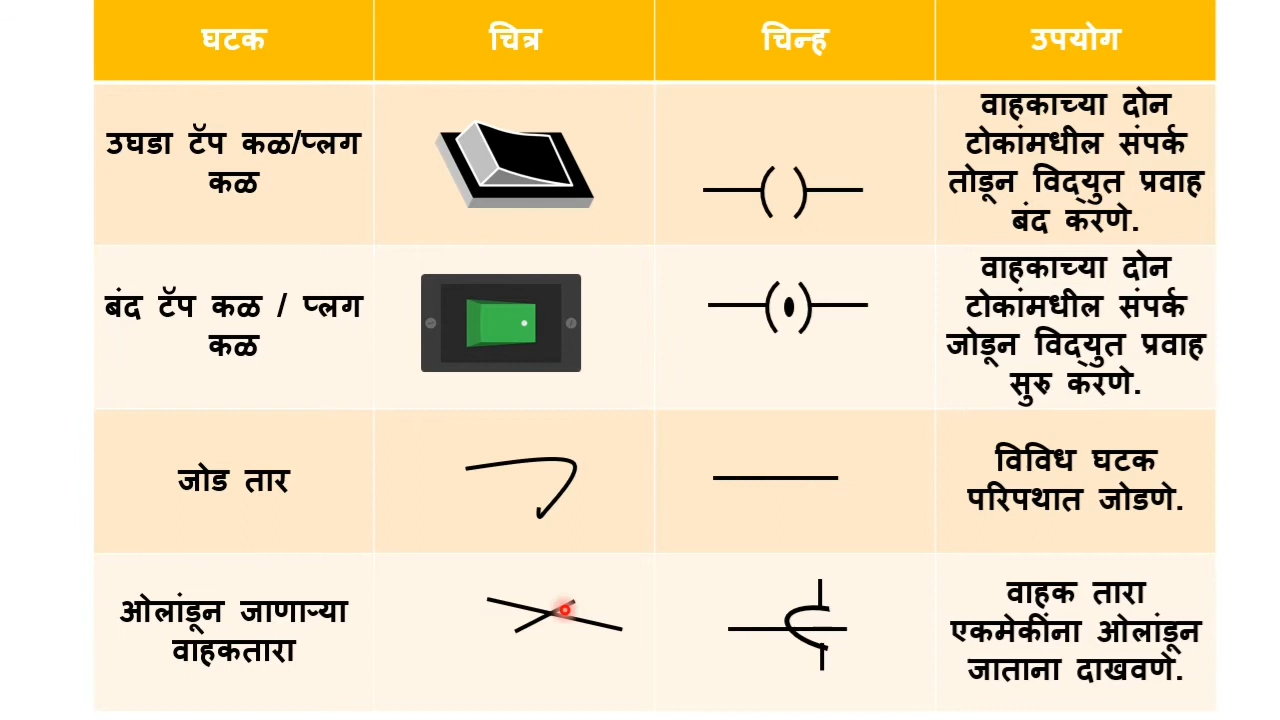 घटक
चित्र
चिन्ह
उपयोग
उघडा टॅप कळ/प्लग
कळ
वाहकाच्या दोन
टोकांमधील संपर्क
तोडून विद्युत प्रवाह
बंद करणे.
बंद टॅप कळ / प्लग
कळ
वाहकाच्या दोन
टोकांमधील संपर्क
जोडून विद्युत प्रवाह
सुरु करणे.
जोड तार
विविध घटक
परिपथात जोडणे.
ओलांडून जाणाऱ्या
वाहकतारा
वाहक तारा
एकमेकींना ओलांडून
जाताना दाखवणे.